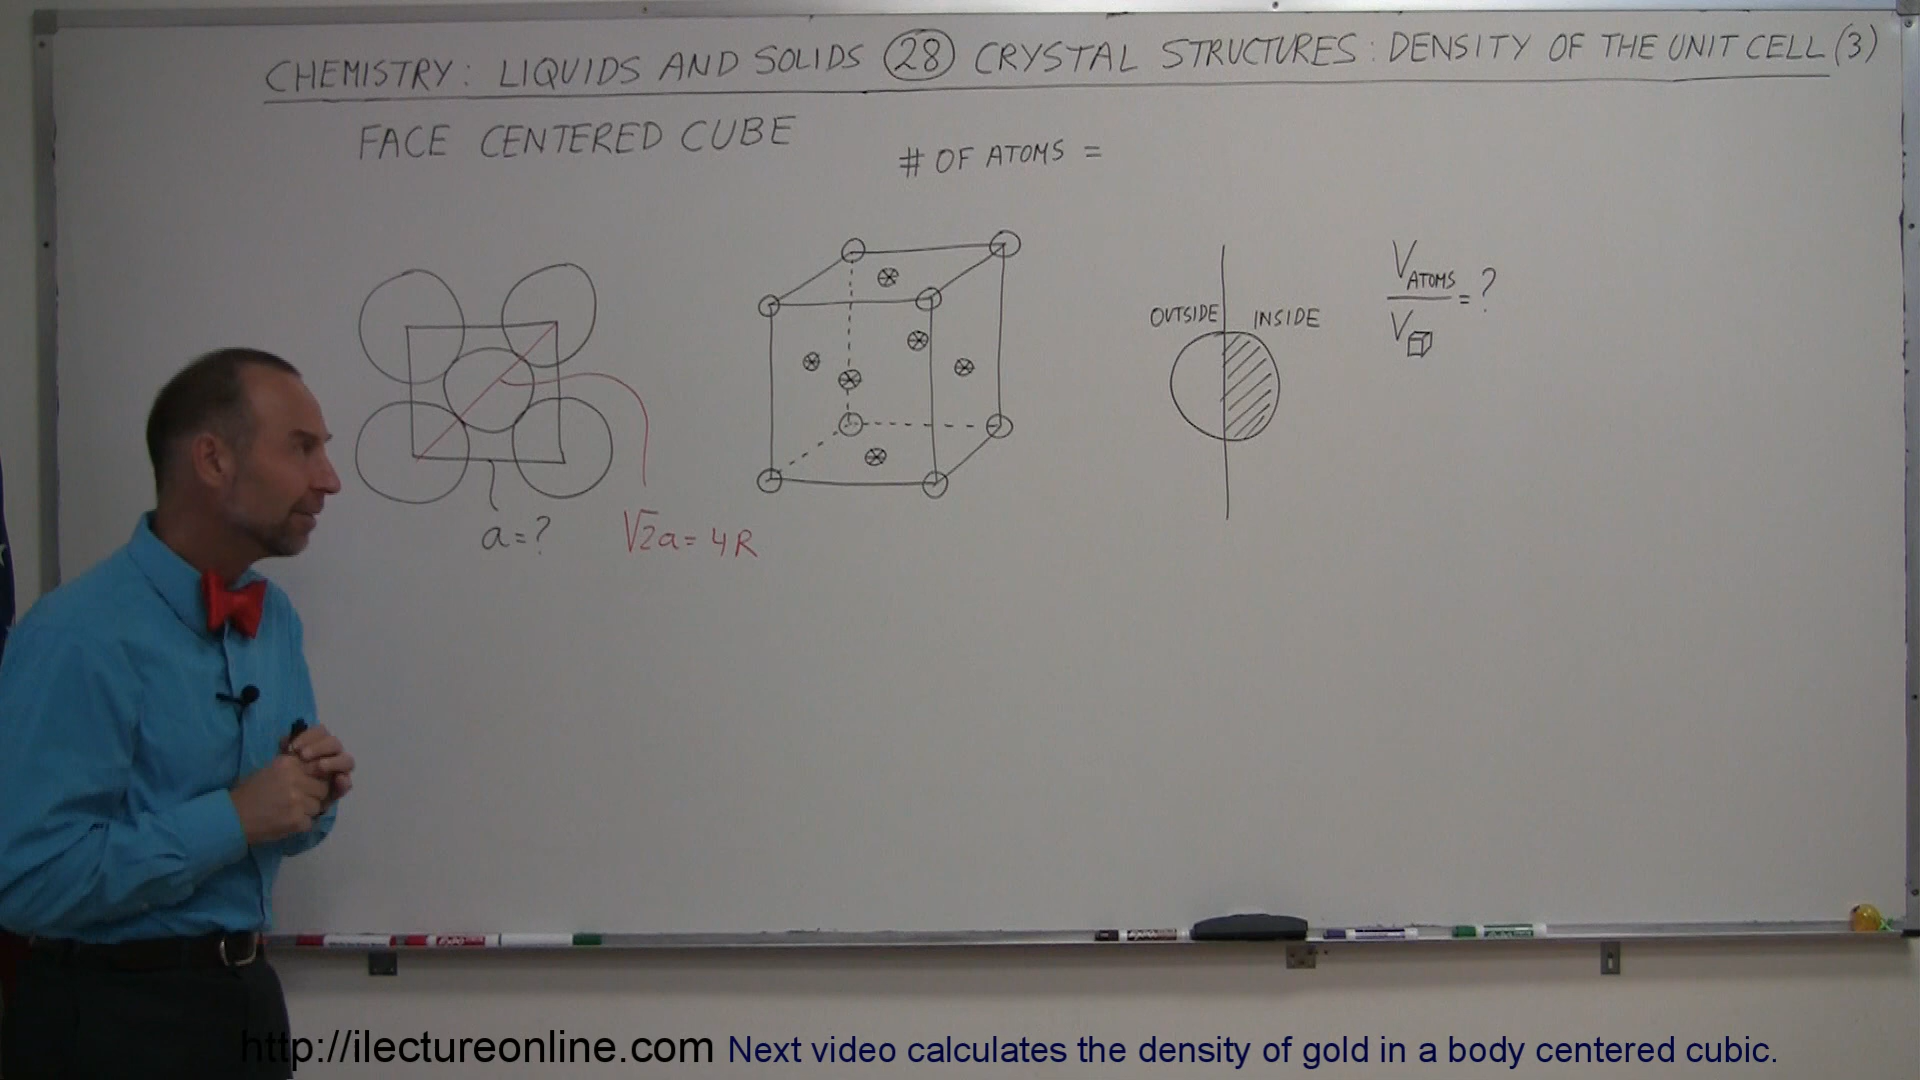 CHEMISTRY: LIQUIDS AND SOLIDS 28 CRYSTAL STRUCTURES: DENSITY OF THE UNIT CELL (3)
FACE CENTERED CUBE
# OF ATOMS =
OUTSIDE INSIDE
V ATOMS / V = ?
a = ?
√2a = 4R
http://ilectureonline.com Next video calculates the density of gold in a body centered cubic.